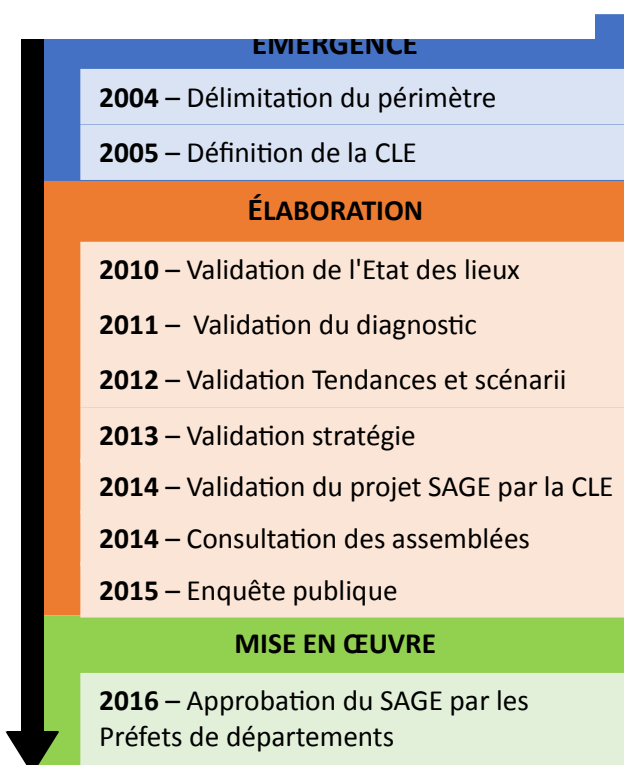 EMERGENCE
2004 – Délimitation du périmètre
2005 – Définition de la CLE
ÉLABORATION
2010 – Validation de l'Etat des lieux
2011 – Validation du diagnostic
2012 – Validation Tendances et scénarii
2013 – Validation stratégie
2014 – Validation du projet SAGE par la CLE
2014 – Consultation des assemblées
2015 – Enquête publique
MISE EN ŒUVRE
2016 – Approbation du SAGE par les
Préfets de départements